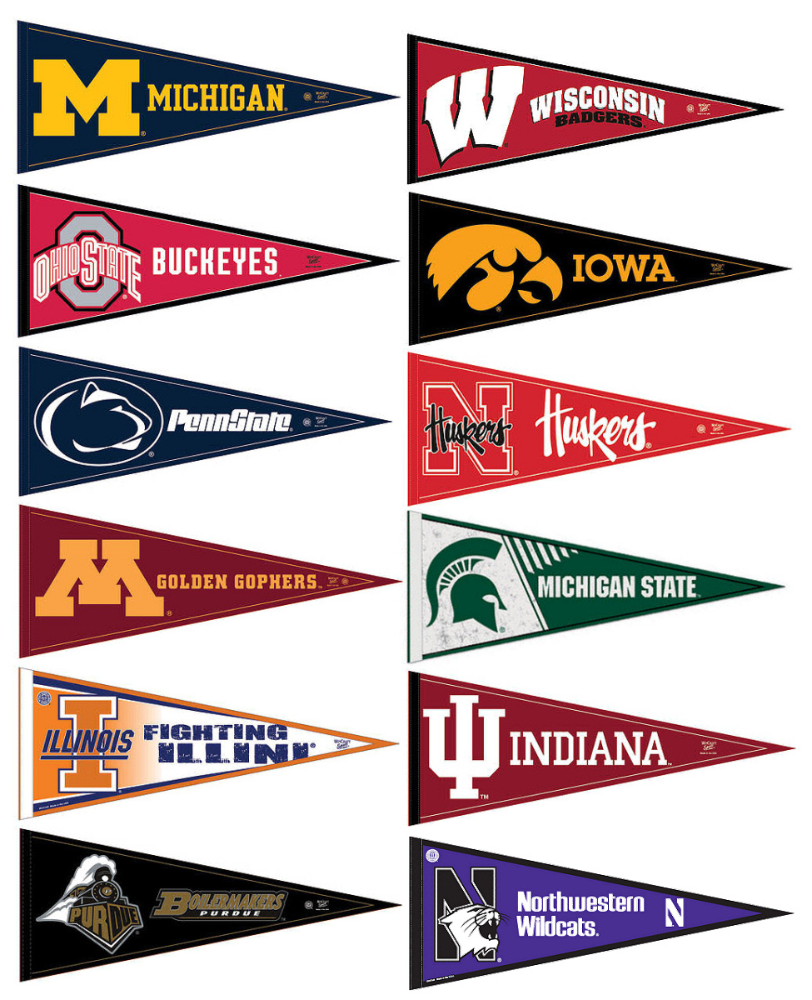 M MICHIGAN
W WISCONSIN
BADGERS
OHIO STATE BUCKEYES
IOWA
PennState
N Huskers Huskers
M GOLDEN GOPHERS
MICHIGAN STATE
I ILLINOIS FIGHTING
ILLINI
IU INDIANA
PURDUE BOILERMAKERS
PURDUE
N Northwestern N
Wildcats.